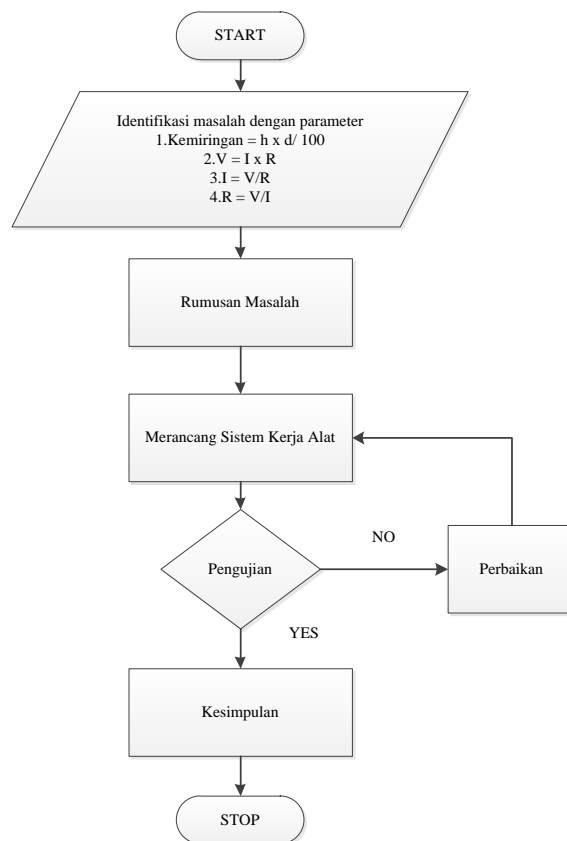 START
Identifikasi masalah dengan parameter
1.Kemiringan = h x d/ 100
2.V = I x R
3.I = V/R
4.R = V/I
Rumusan Masalah
Merancang Sistem Kerja Alat
Pengujian
NO
Perbaikan
YES
Kesimpulan
STOP